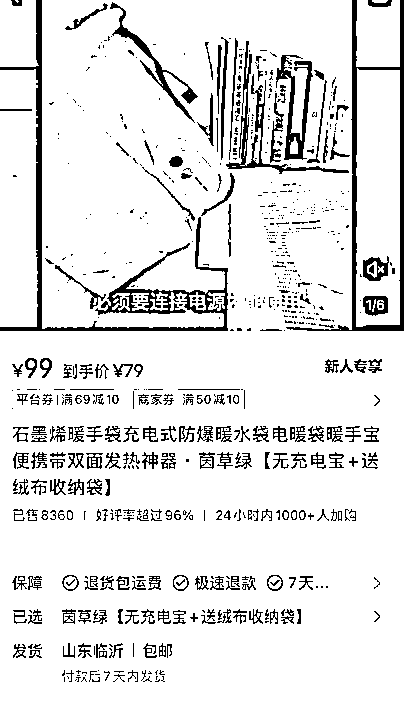 必须要连接电源
1/6
¥99 到手价 ¥79 新人专享
平台券 满69减10 商家券 满50减10
石墨烯暖手袋充电式防爆暖水袋电暖袋暖手宝
便携带双面发热神器·茵草绿【无充电宝+送
绒布收纳袋】
已售8360 | 好评率超过96% | 24小时内1000+人加购
保障 退货包运费 极速退款 7天...
已选 茵草绿【无充电宝+送绒布收纳袋】
发货 山东临沂 | 包邮
付款后7天内发货